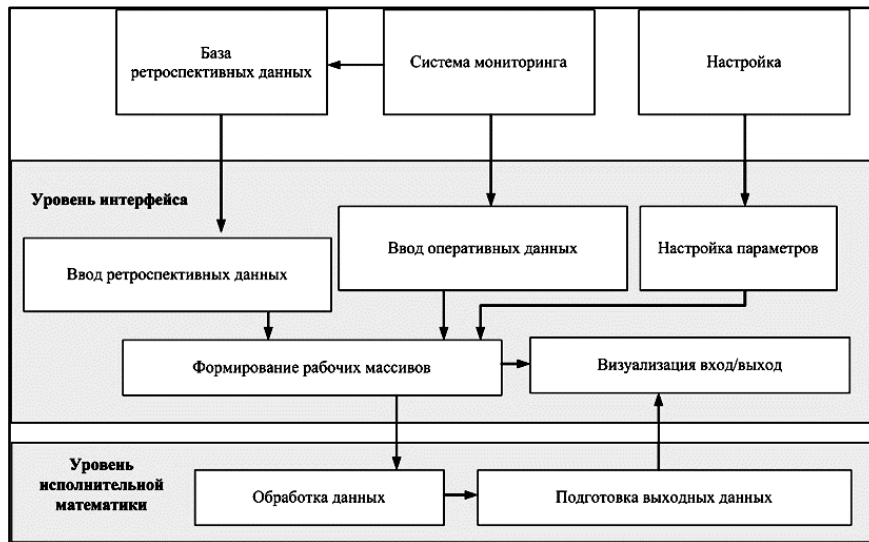 База
ретроспективных данных
Система мониторинга
Настройка
Уровень интерфейса
Ввод ретроспективных данных
Ввод оперативных данных
Настройка параметров
Формирование рабочих массивов
Визуализация вход/выход
Уровень
исполнительной
математики
Обработка данных
Подготовка выходных данных